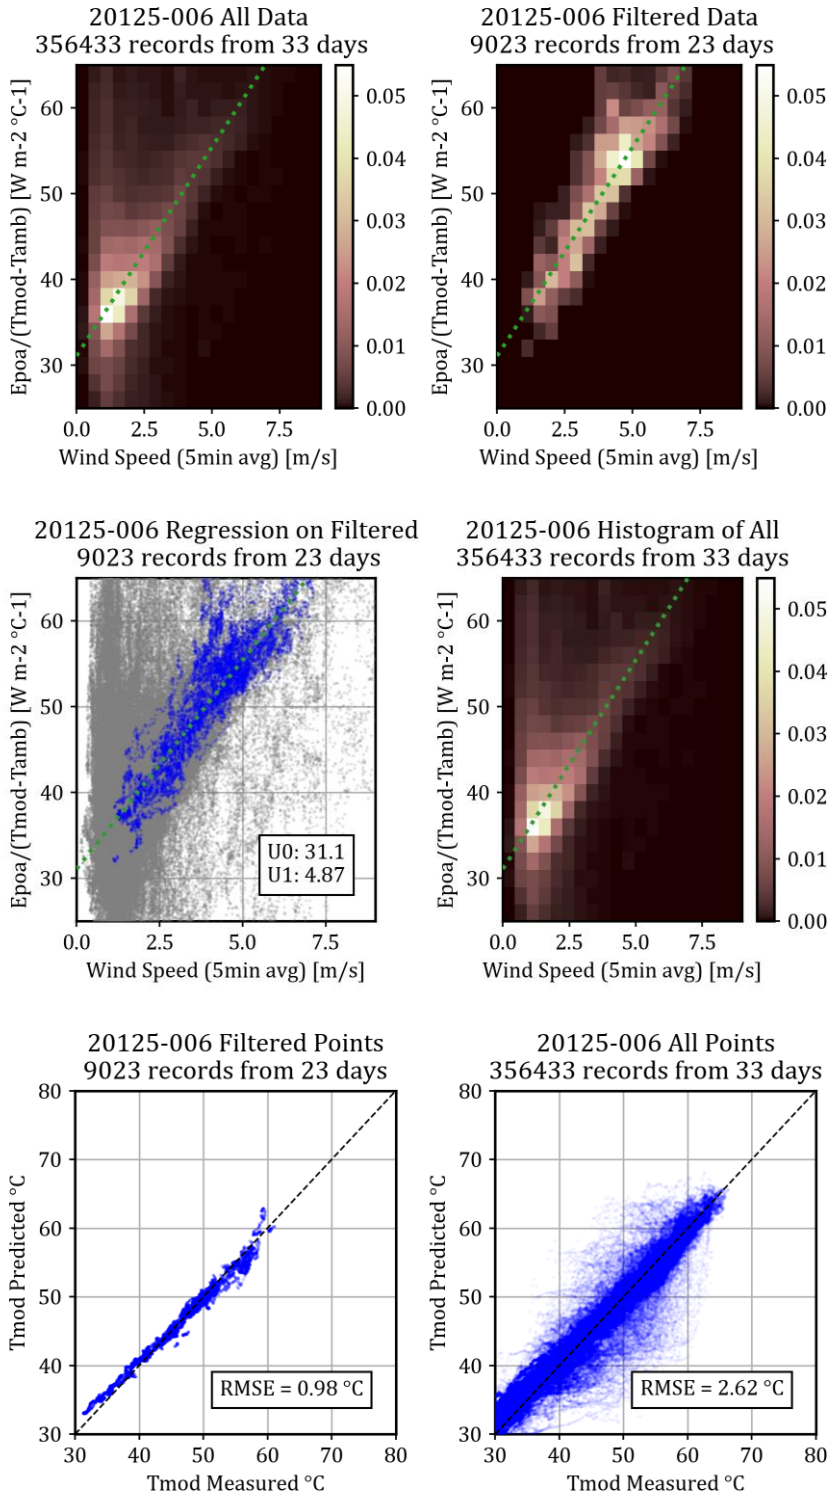 20125-006 All Data
356433 records from 33 days
Epoa/(Tmod-Tamb) [W m-2 °C-1]
60
50
40
30
0.0 2.5 5.0 7.5
Wind Speed (5min avg) [m/s]
0.05
0.04
0.03
0.02
0.01
0.00
20125-006 Filtered Data
9023 records from 23 days
Epoa/(Tmod-Tamb) [W m-2 °C-1]
60
50
40
30
0.0 2.5 5.0 7.5
Wind Speed (5min avg) [m/s]
0.05
0.04
0.03
0.02
0.01
0.00
20125-006 Regression on Filtered
9023 records from 23 days
Epoa/(Tmod-Tamb) [W m-2 °C-1]
60
50
40
30
U0: 31.1
U1: 4.87
0.0 2.5 5.0 7.5
Wind Speed (5min avg) [m/s]
20125-006 Histogram of All
356433 records from 33 days
Epoa/(Tmod-Tamb) [W m-2 °C-1]
60
50
40
30
0.0 2.5 5.0 7.5
Wind Speed (5min avg) [m/s]
0.05
0.04
0.03
0.02
0.01
0.00
20125-006 Filtered Points
9023 records from 23 days
Tmod Predicted °C
80
70
60
50
40
30
RMSE = 0.98 °C
30 40 50 60 70 80
Tmod Measured °C
20125-006 All Points
356433 records from 33 days
Tmod Predicted °C
80
70
60
50
40
30
RMSE = 2.62 °C
30 40 50 60 70 80
Tmod Measured °C